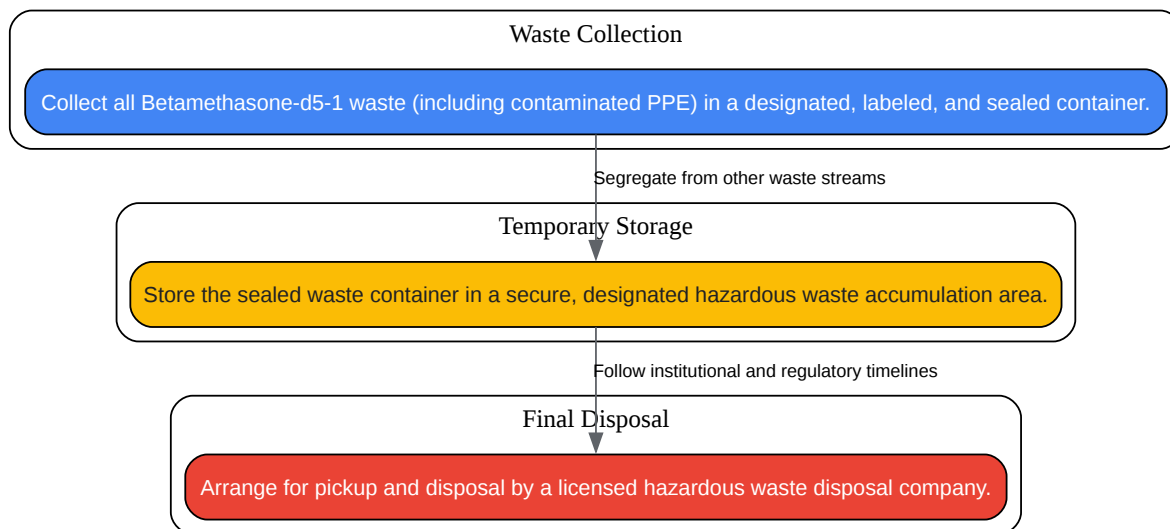 Waste Collection
Collect all Betamethasone-d5-1 waste (including contaminated PPE) in a designated, labeled, and sealed container.
Segregate from other waste streams
Temporary Storage
Store the sealed waste container in a secure, designated hazardous waste accumulation area.
Follow institutional and regulatory timelines
Final Disposal
Arrange for pickup and disposal by a licensed hazardous waste disposal company.